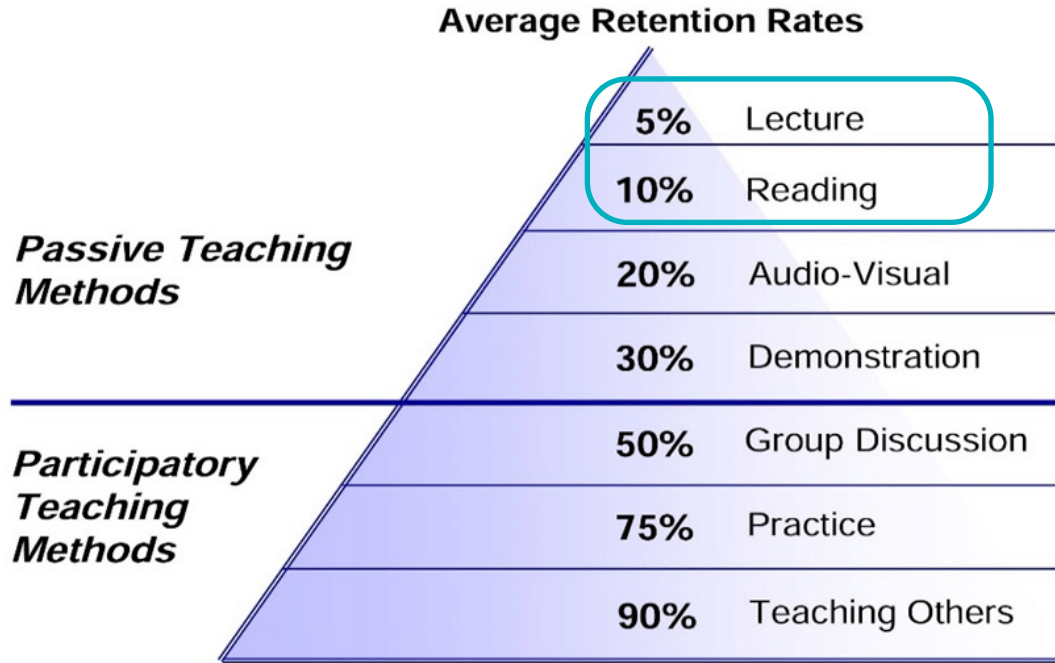 Average Retention Rates
5% Lecture
10% Reading
Passive Teaching
Methods
20% Audio-Visual
30% Demonstration
50% Group Discussion
Participatory
Teaching
Methods
75% Practice
90% Teaching Others